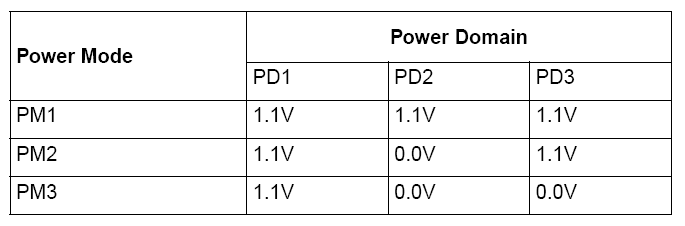 Power Mode
Power Domain
PD1 PD2 PD3
PM1 1.1V 1.1V 1.1V
PM2 1.1V 0.0V 1.1V
PM3 1.1V 0.0V 0.0V